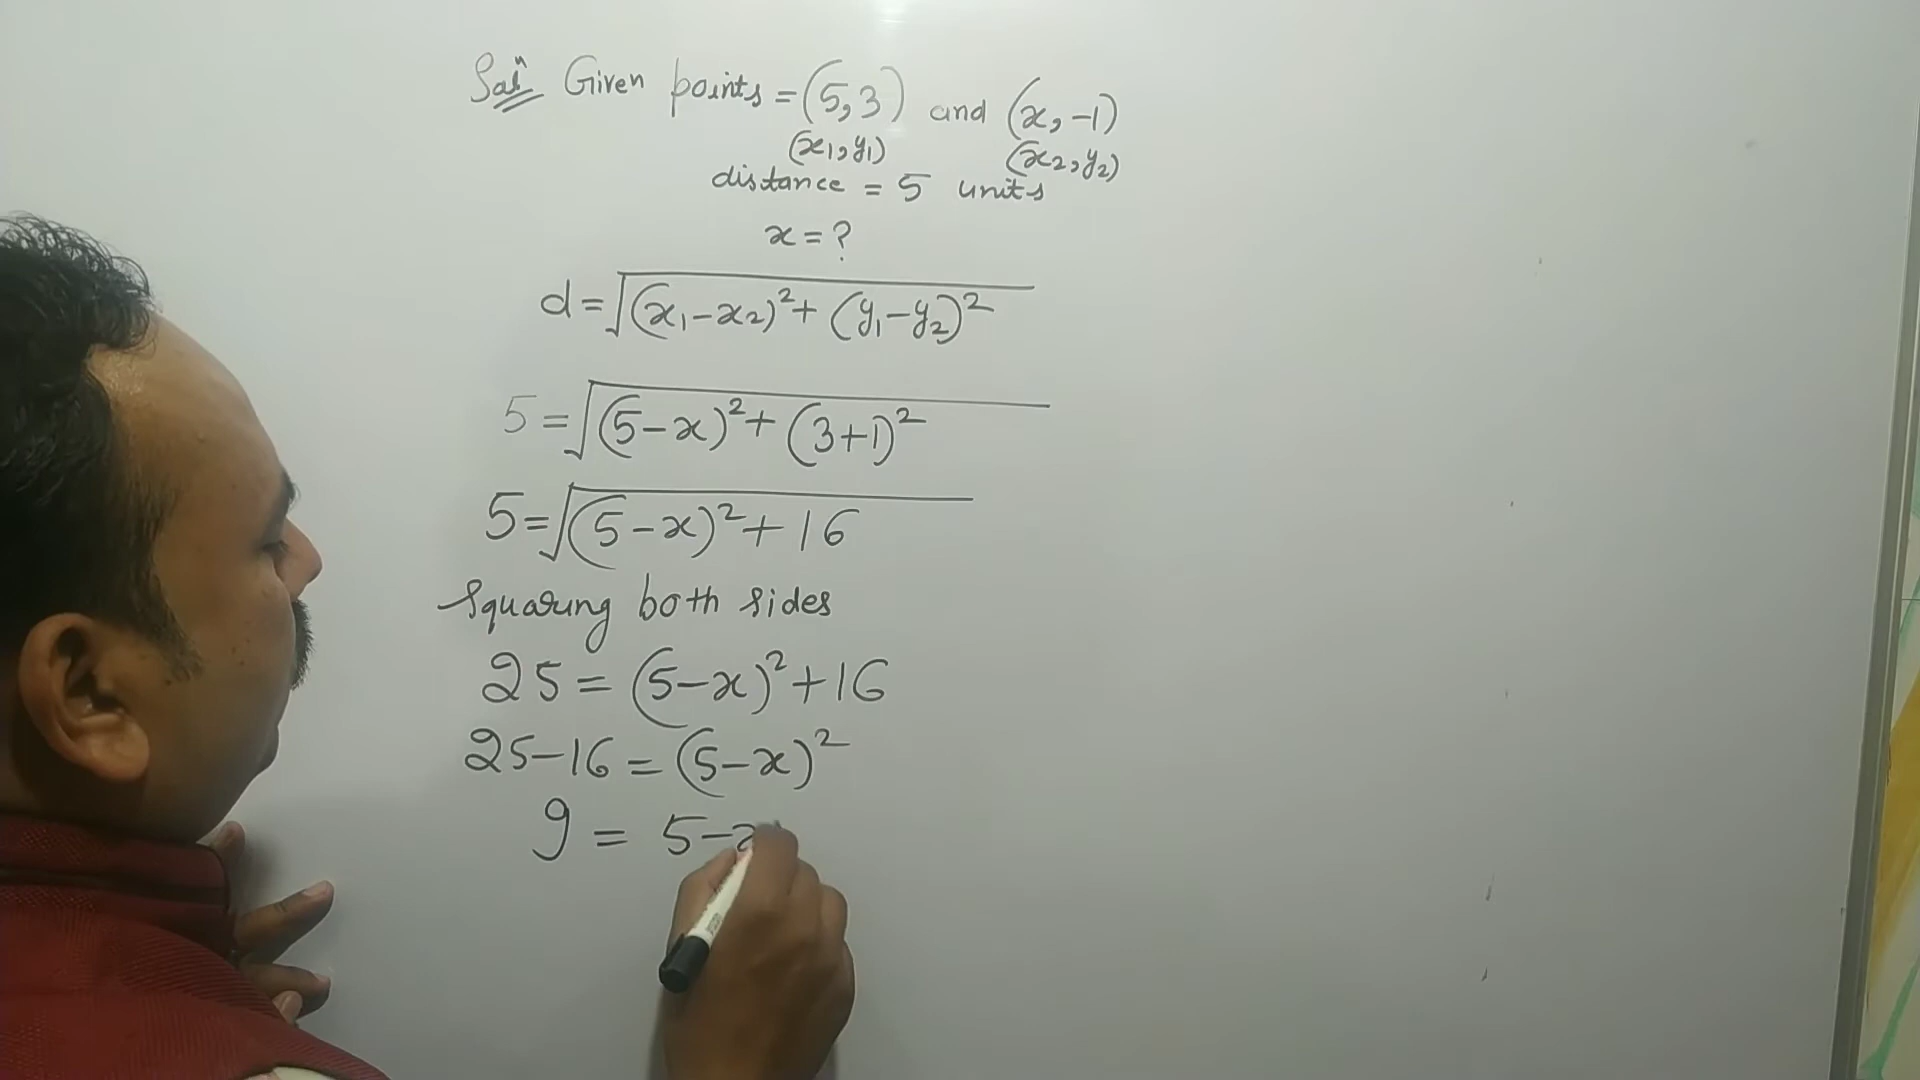 Solⁿ Given points = (5,3) and (x, -1)
(x₁, y₁) (x₂, y₂)
distance = 5 units
x = ?
d = √((x₁-x₂)² + (y₁-y₂)²)
5 = √((5-x)² + (3+1)²)
5 = √((5-x)² + 16)
Squaring both sides
25 = (5-x)² + 16
25-16 = (5-x)²
9 = 5-x